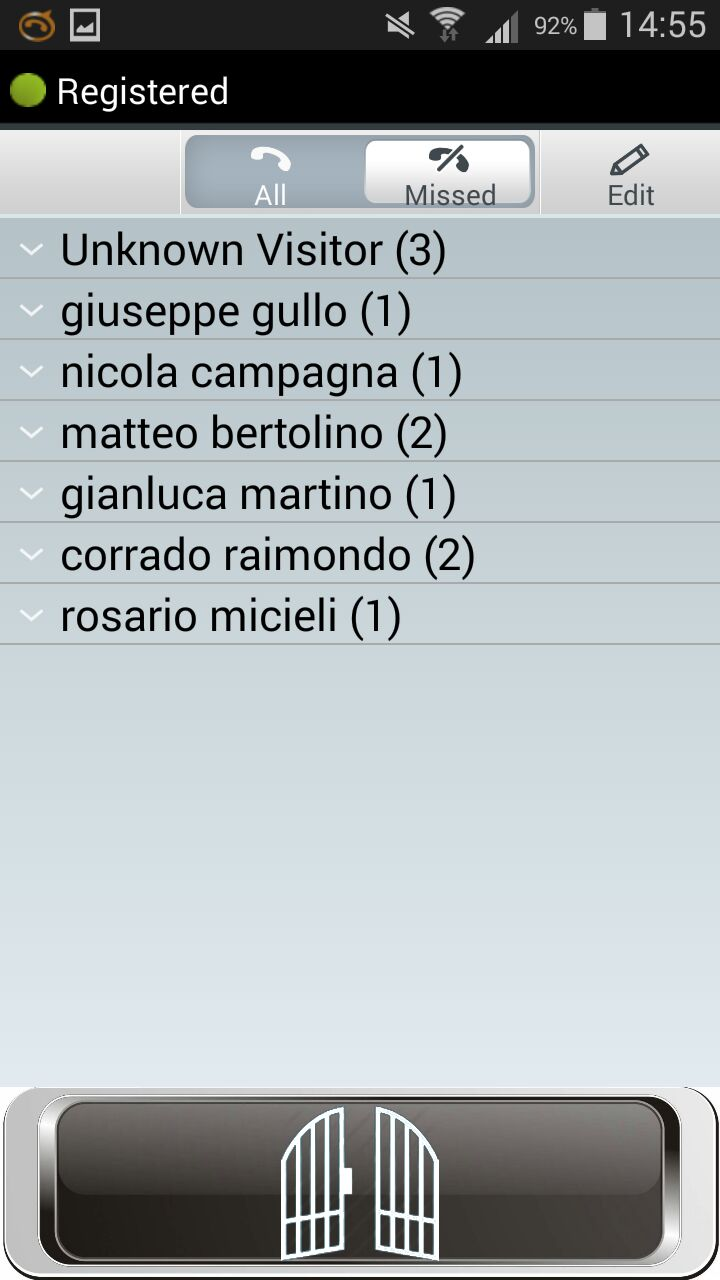 92% 14:55
Registered
All Missed Edit
Unknown Visitor (3)
giuseppe gullo (1)
nicola campagna (1)
matteo bertolino (2)
gianluca martino (1)
corrado raimondo (2)
rosario micieli (1)